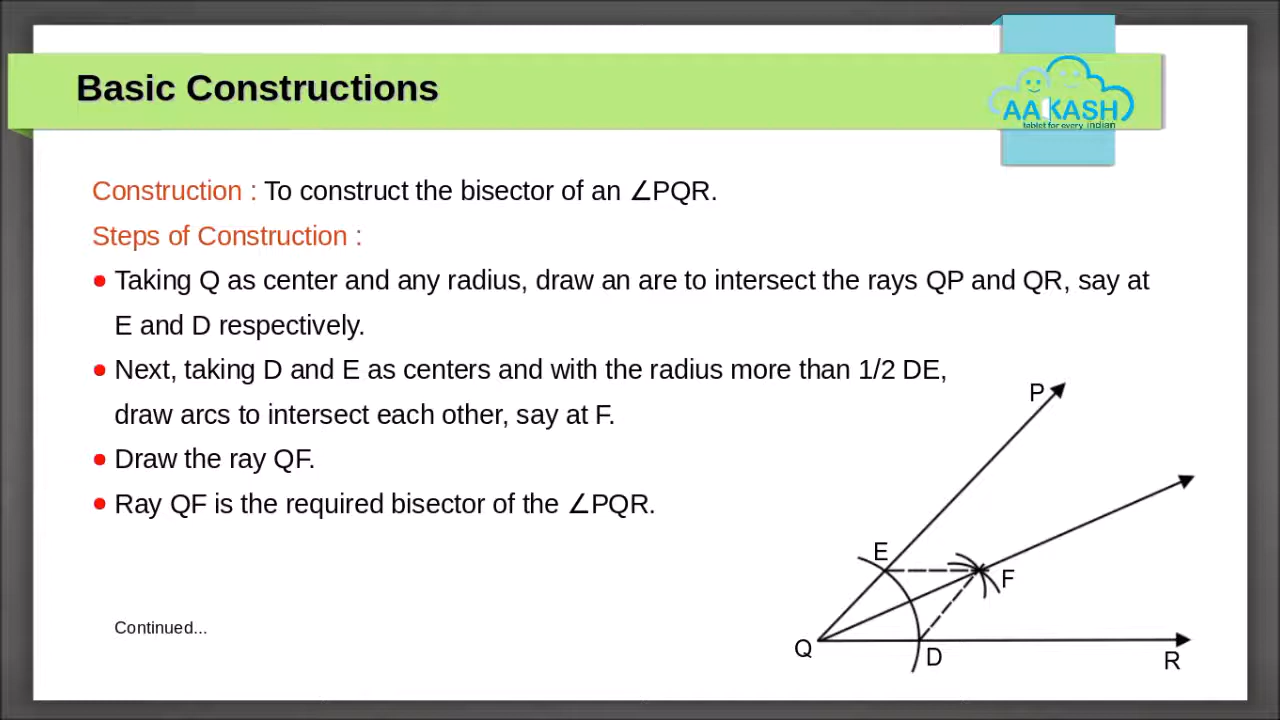 Basic Constructions
AAKASH
tablet for every indian
Construction : To construct the bisector of an ∠PQR.
Steps of Construction :
● Taking Q as center and any radius, draw an are to intersect the rays QP and QR, say at
E and D respectively.
● Next, taking D and E as centers and with the radius more than 1/2 DE,
draw arcs to intersect each other, say at F.
● Draw the ray QF.
● Ray QF is the required bisector of the ∠PQR.
Continued...
P
E
F
Q
D
R